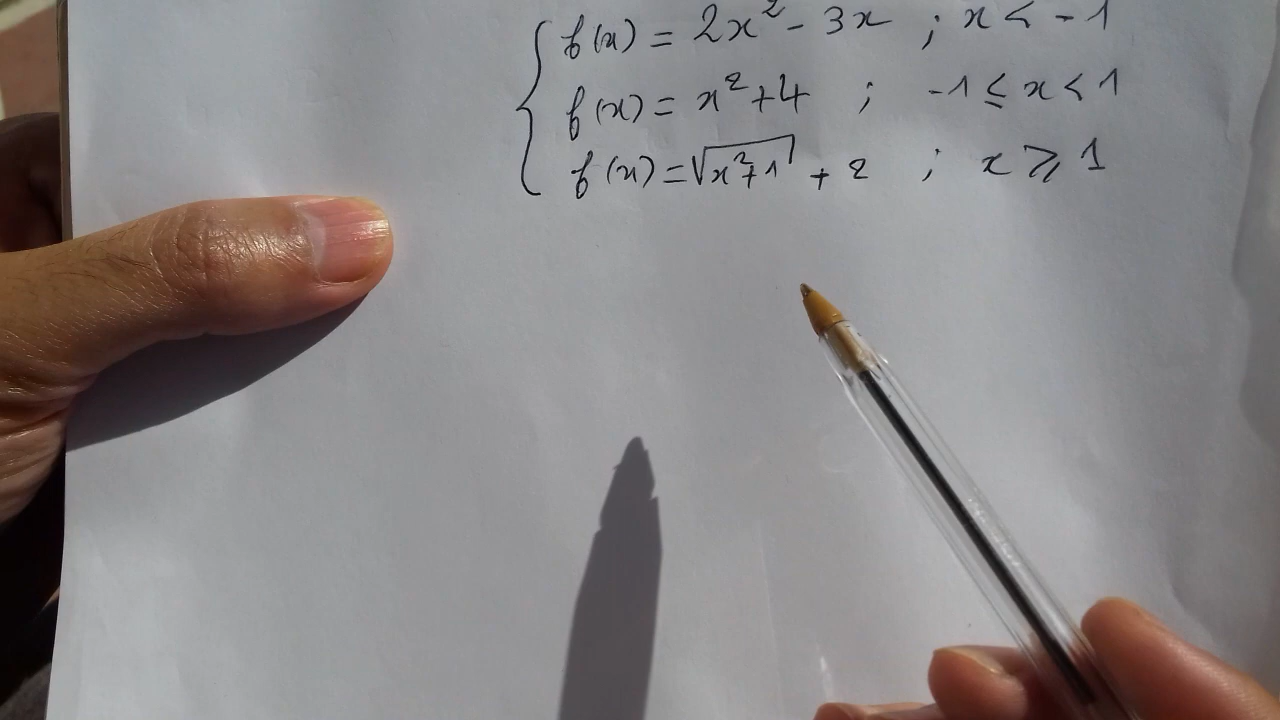 f(x) = 2x² - 3x ; x < -1
f(x) = x² + 4 ; -1 ≤ x < 1
f(x) = √(x² + 1) + 2 ; x ⩾ 1